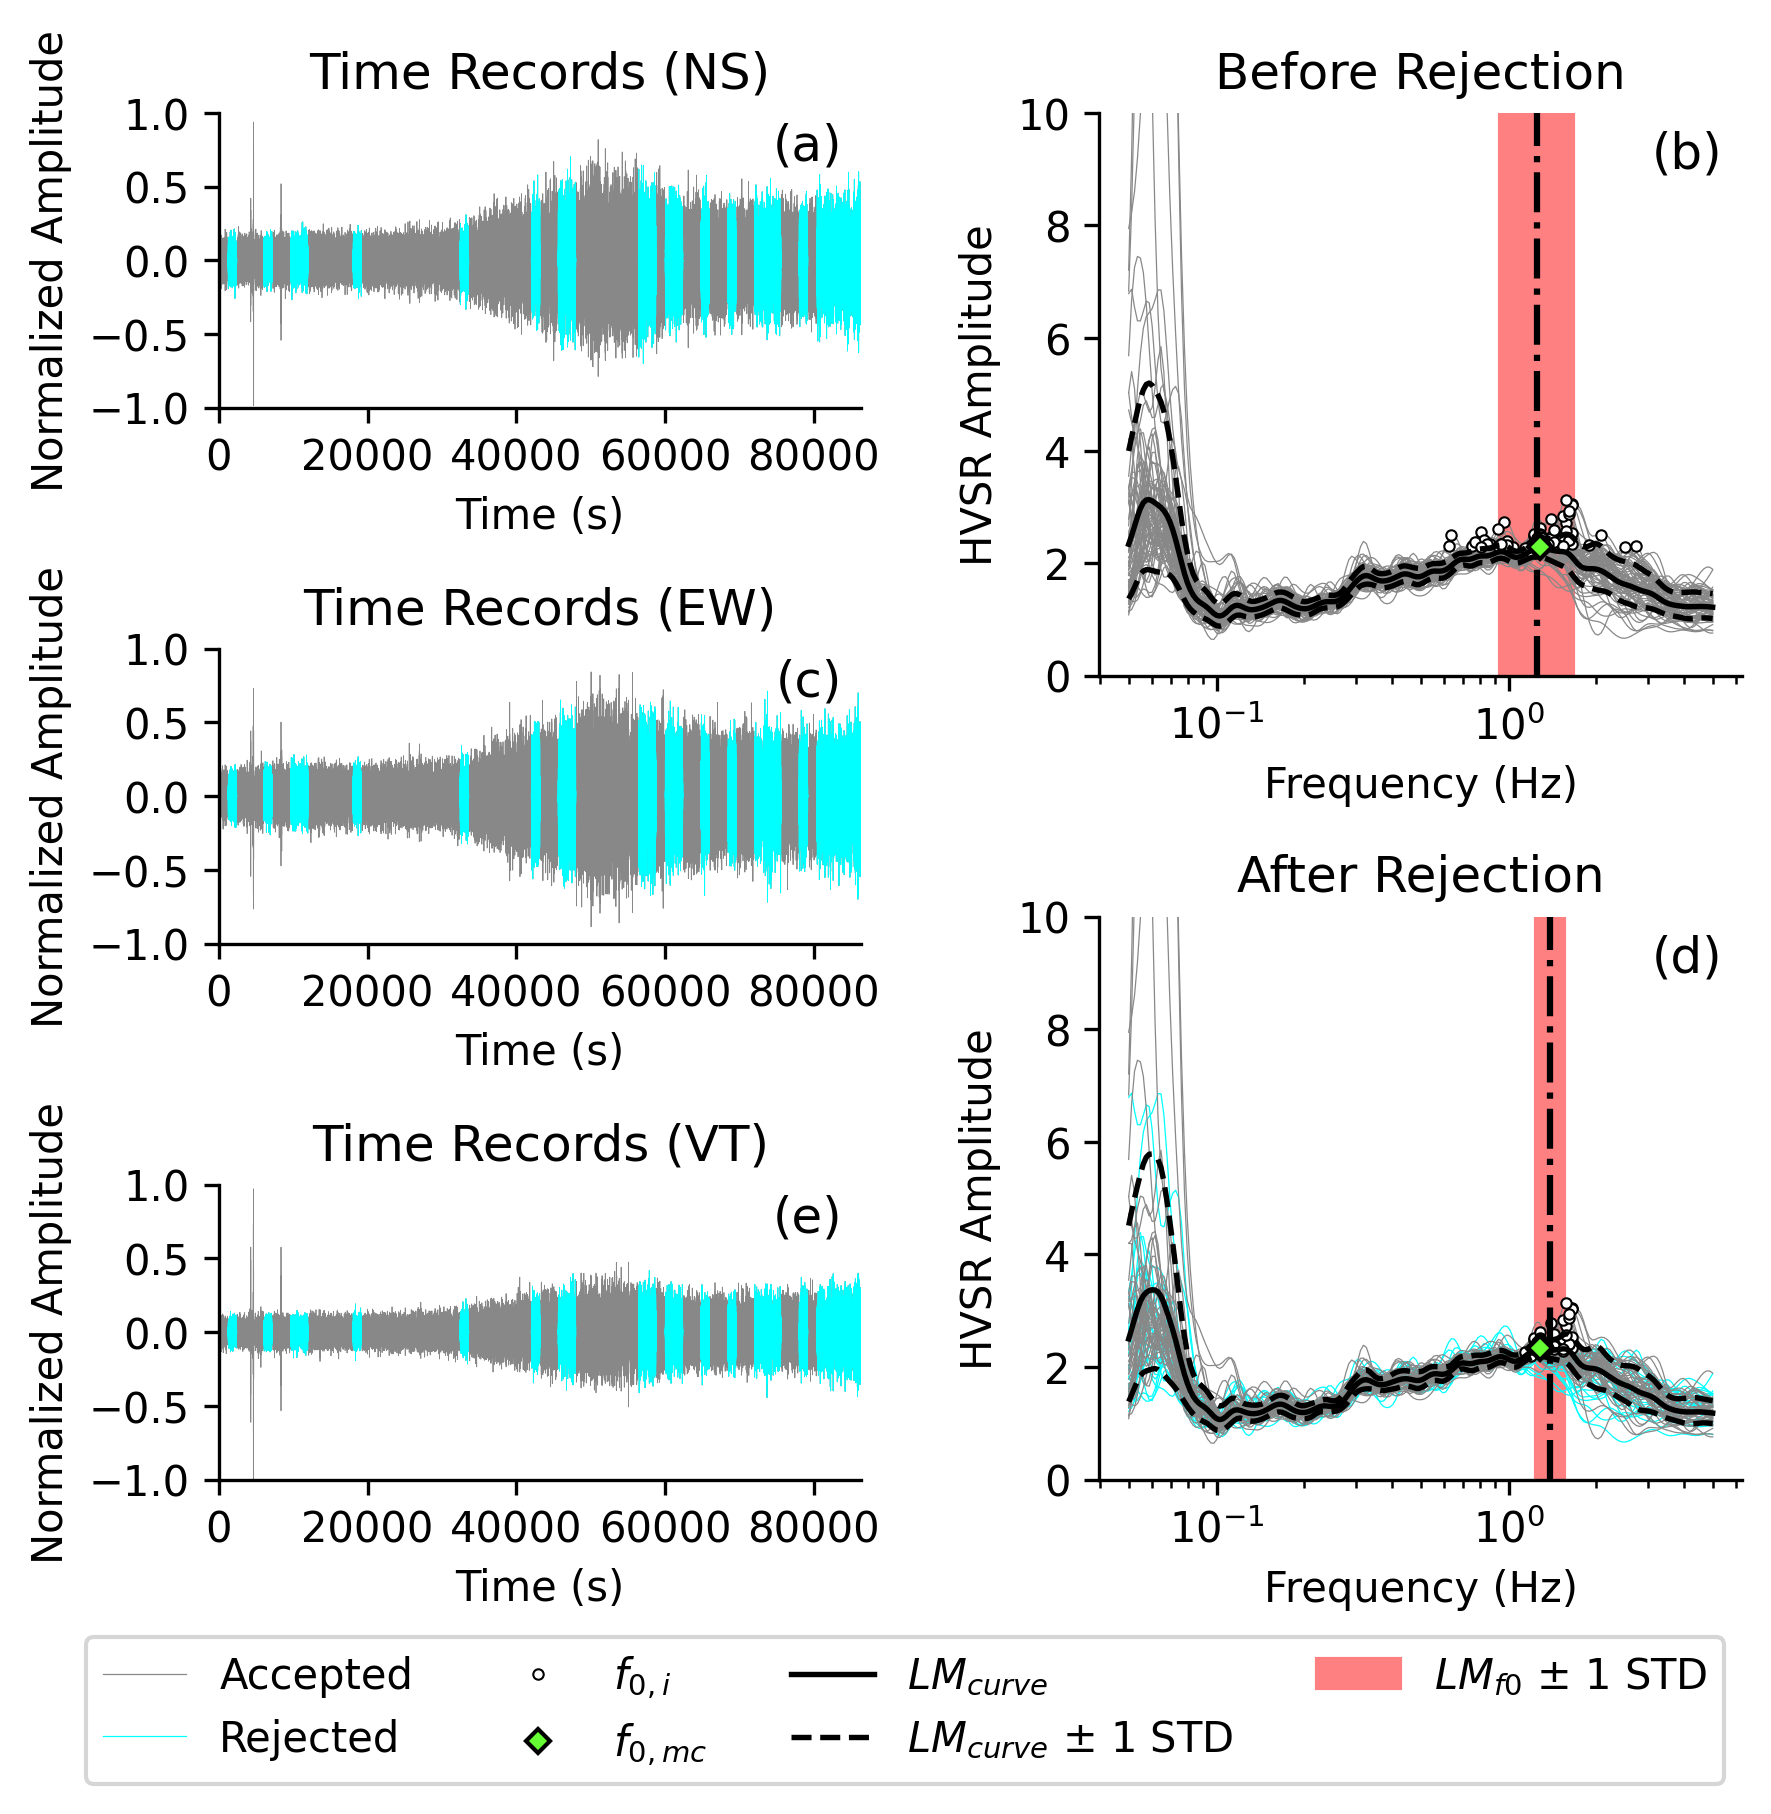 Time Records (NS)
(a)
Normalized Amplitude
1.0
0.5
0.0
−0.5
−1.0
0 20000 40000 60000 80000
Time (s)
Before Rejection
(b)
HVSR Amplitude
10
8
6
4
2
0
10⁻¹ 10⁰
Frequency (Hz)
Time Records (EW)
(c)
Normalized Amplitude
1.0
0.5
0.0
−0.5
−1.0
0 20000 40000 60000 80000
Time (s)
After Rejection
(d)
HVSR Amplitude
10
8
6
4
2
0
10⁻¹ 10⁰
Frequency (Hz)
Time Records (VT)
(e)
Normalized Amplitude
1.0
0.5
0.0
−0.5
−1.0
0 20000 40000 60000 80000
Time (s)
Accepted
Rejected
f0,i
f0,mc
LMcurve
LMcurve ± 1 STD
LMf0 ± 1 STD